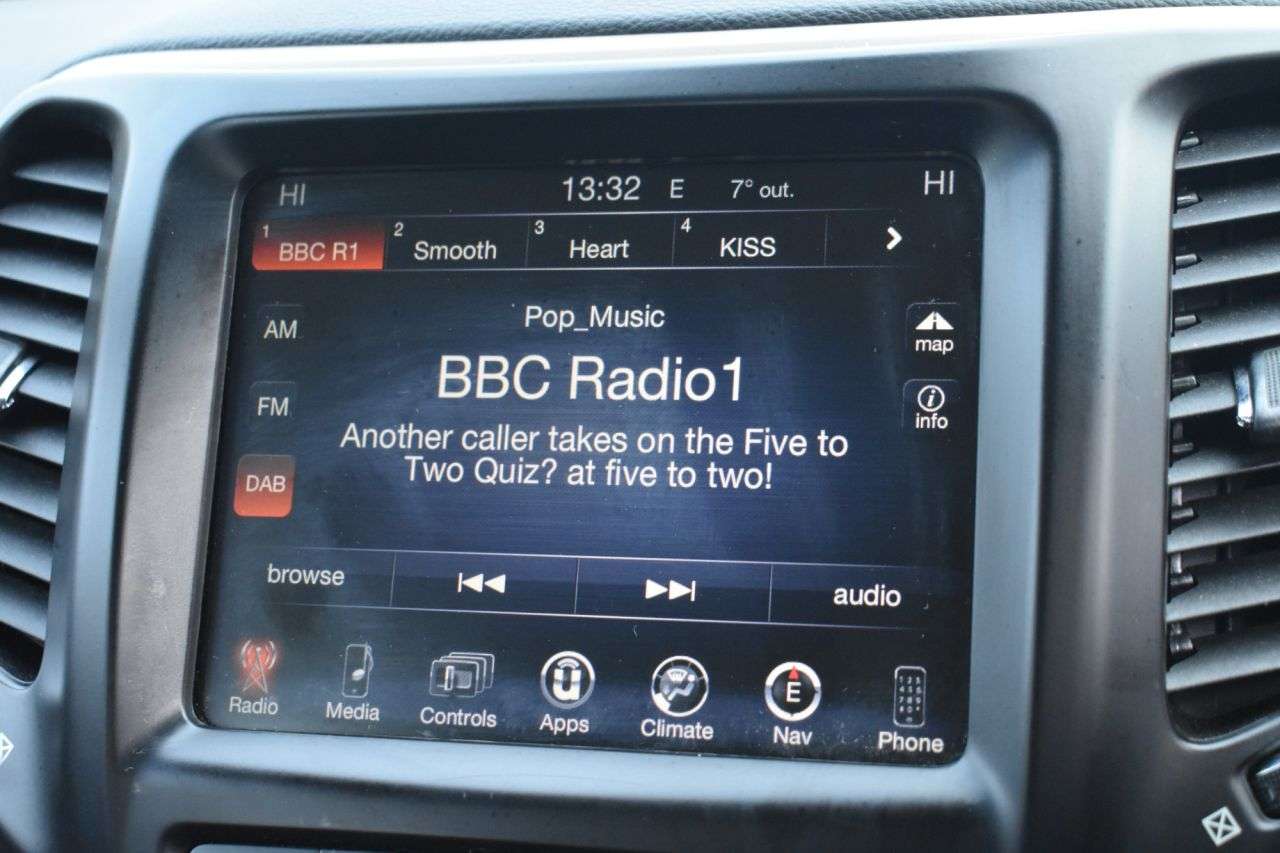 HI 13:32 E 7° out. HI
1 BBC R1 2 Smooth 3 Heart 4 KISS
Pop_Music
AM
map
BBC Radio1
FM
info
Another caller takes on the Five to
Two Quiz? at five to two!
DAB
browse audio
Radio Media Controls Apps Climate E Nav Phone